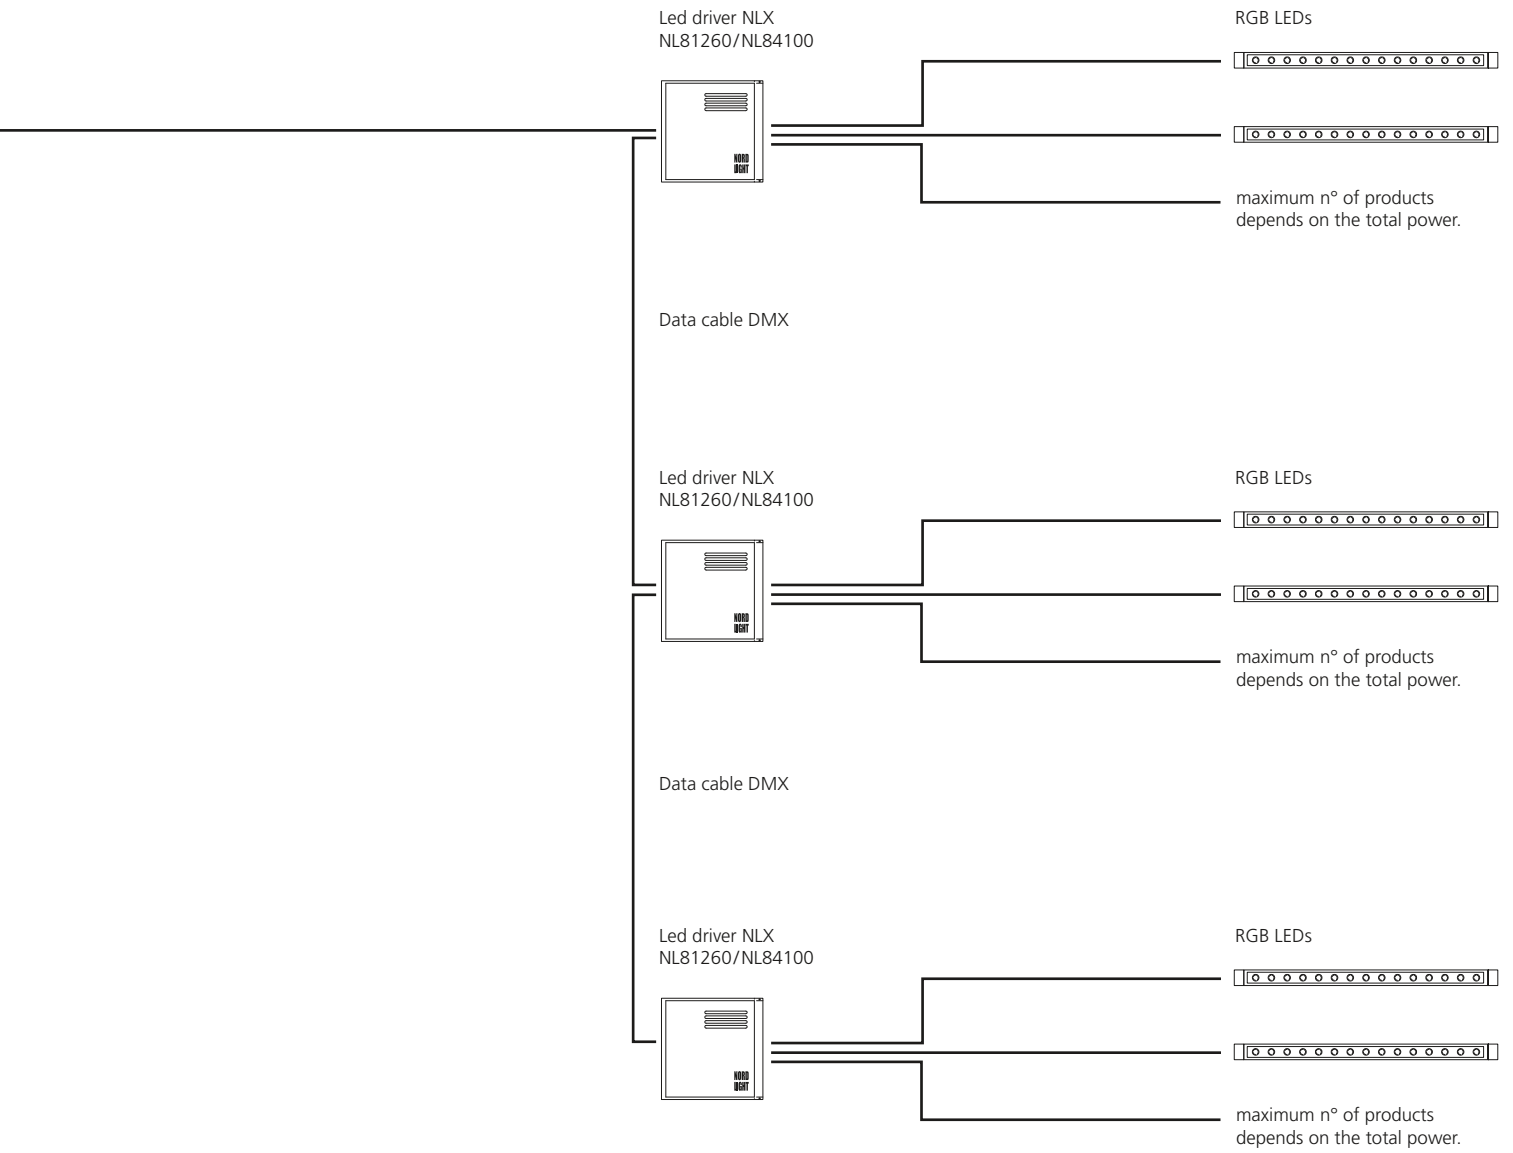 Led driver NLX
NL81260/NL84100
RGB LEDs
NORD
LIGHT
maximum n° of products
depends on the total power.
Data cable DMX
Led driver NLX
NL81260/NL84100
RGB LEDs
NORD
LIGHT
maximum n° of products
depends on the total power.
Data cable DMX
Led driver NLX
NL81260/NL84100
RGB LEDs
NORD
LIGHT
maximum n° of products
depends on the total power.